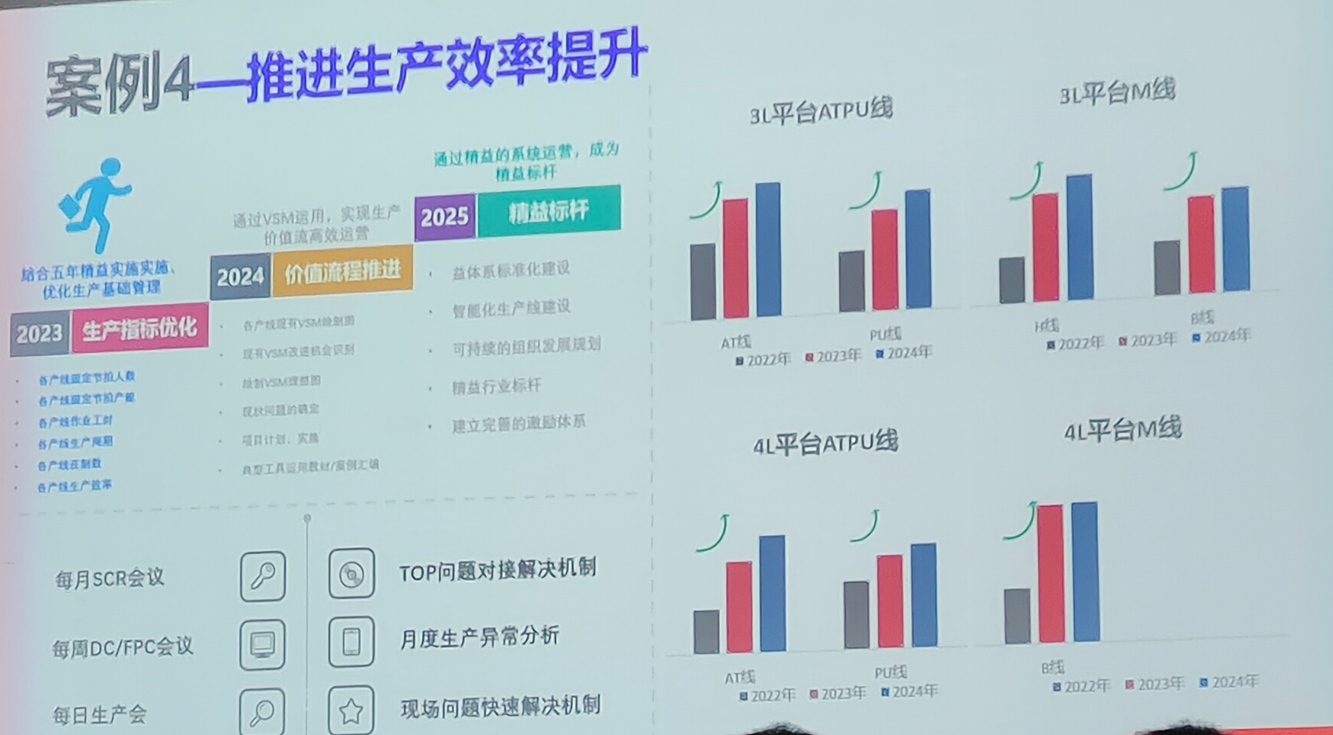 案例4—推进生产效率提升
结合五年精益实施实施、
优化生产基础管理
2023 生产指标优化
各产线固定节拍人数
各产线固定节拍产能
各产线作业工时
各产线生产周期
各产线在制数
各产线生产效率
通过VSM运用，实现生产
价值流高效运营
2024 价值流程推进
各产线现有VSM绘制图
现有VSM改进机会识别
绘制VSM理想图
现状问题的确定
项目计划、实施
典型工具运用教材/案例汇编
通过精益的系统运营，成为
精益标杆
2025 精益标杆
益体系标准化建设
智能化生产线建设
可持续的组织发展规划
精益行业标杆
建立完善的激励体系
每月SCR会议
每周DC/FPC会议
每日生产会
TOP问题对接解决机制
月度生产异常分析
现场问题快速解决机制
3L平台ATPU线
AT线 PU线
2022年 2023年 2024年
3L平台M线
H线 B线
2022年 2023年 2024年
4L平台ATPU线
AT线 PU线
2022年 2023年 2024年
4L平台M线
B线
2022年 2023年 2024年